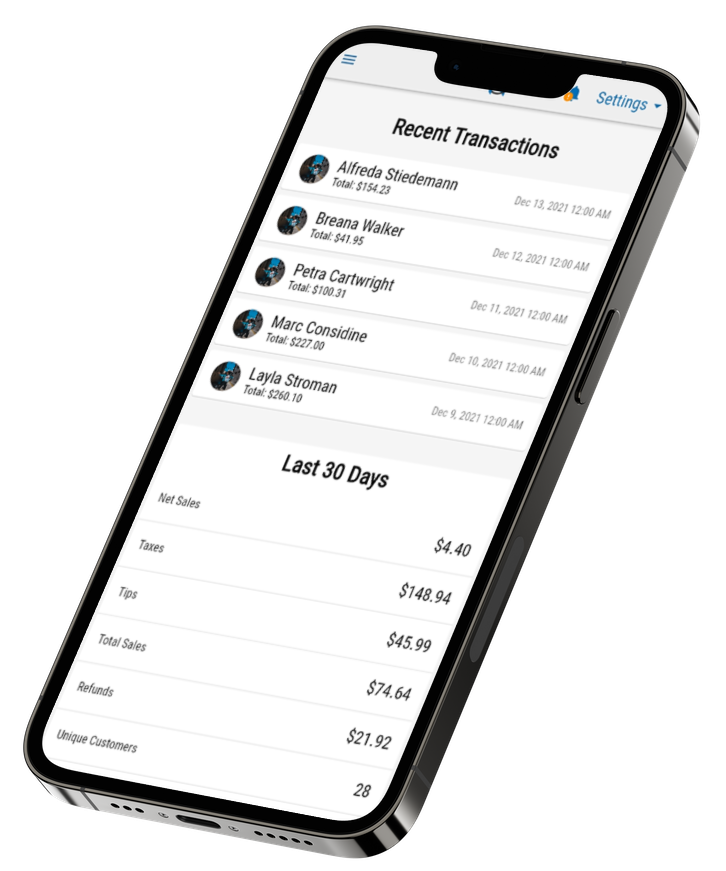 Settings
Recent Transactions
Alfreda Stiedemann
Total: $154.23
Dec 13, 2021 12:00 AM
Breana Walker
Total: $41.95
Dec 12, 2021 12:00 AM
Petra Cartwright
Total: $100.31
Dec 11, 2021 12:00 AM
Marc Considine
Total: $227.00
Dec 10, 2021 12:00 AM
Layla Stroman
Total: $260.10
Dec 9, 2021 12:00 AM
Last 30 Days
Net Sales
$4.40
Taxes
$148.94
Tips
$45.99
Total Sales
$74.64
Refunds
$21.92
Unique Customers
28